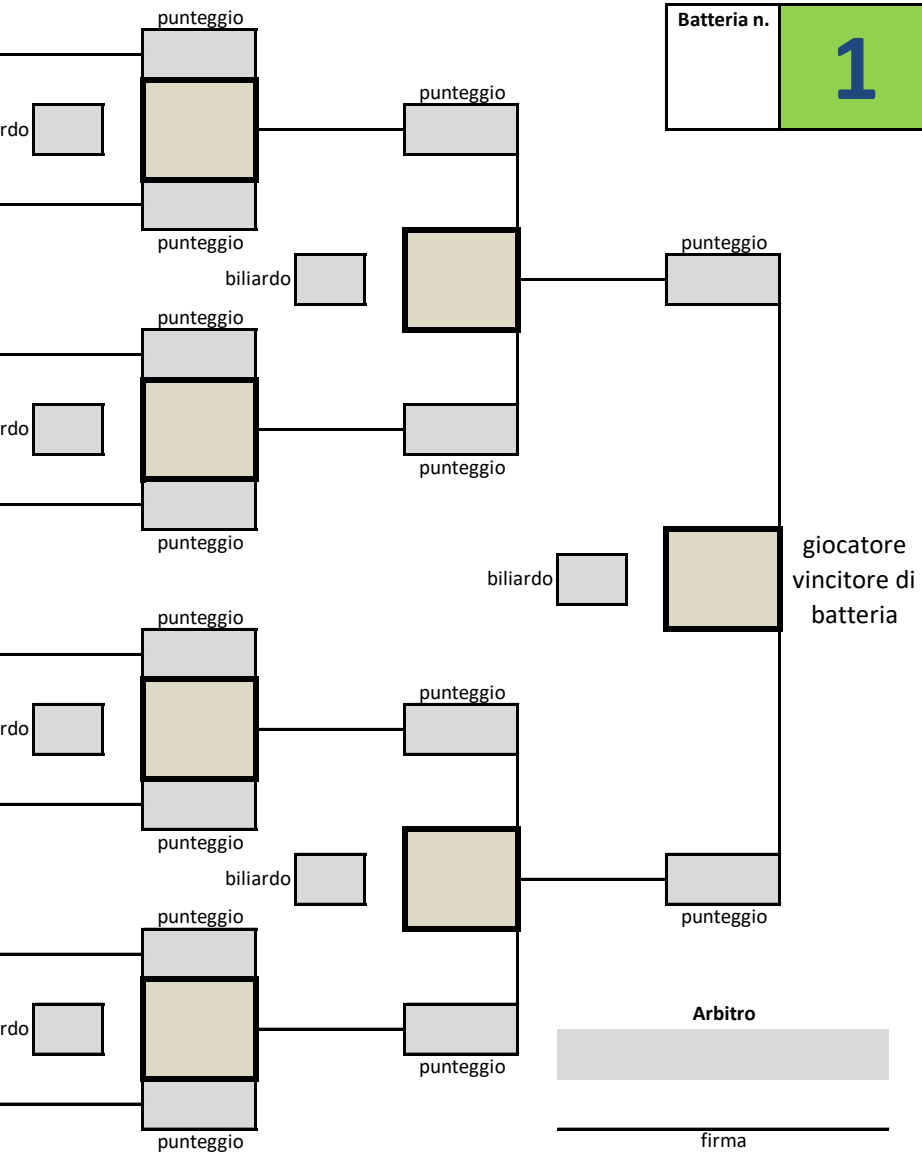 punteggio
Batteria n.
1
punteggio
rdo
punteggio
punteggio
biliardo
punteggio
punteggio
rdo
punteggio
punteggio
biliardo
giocatore
vincitore di
batteria
punteggio
punteggio
rdo
punteggio
biliardo
punteggio
punteggio
Arbitro
rdo
punteggio
punteggio
firma